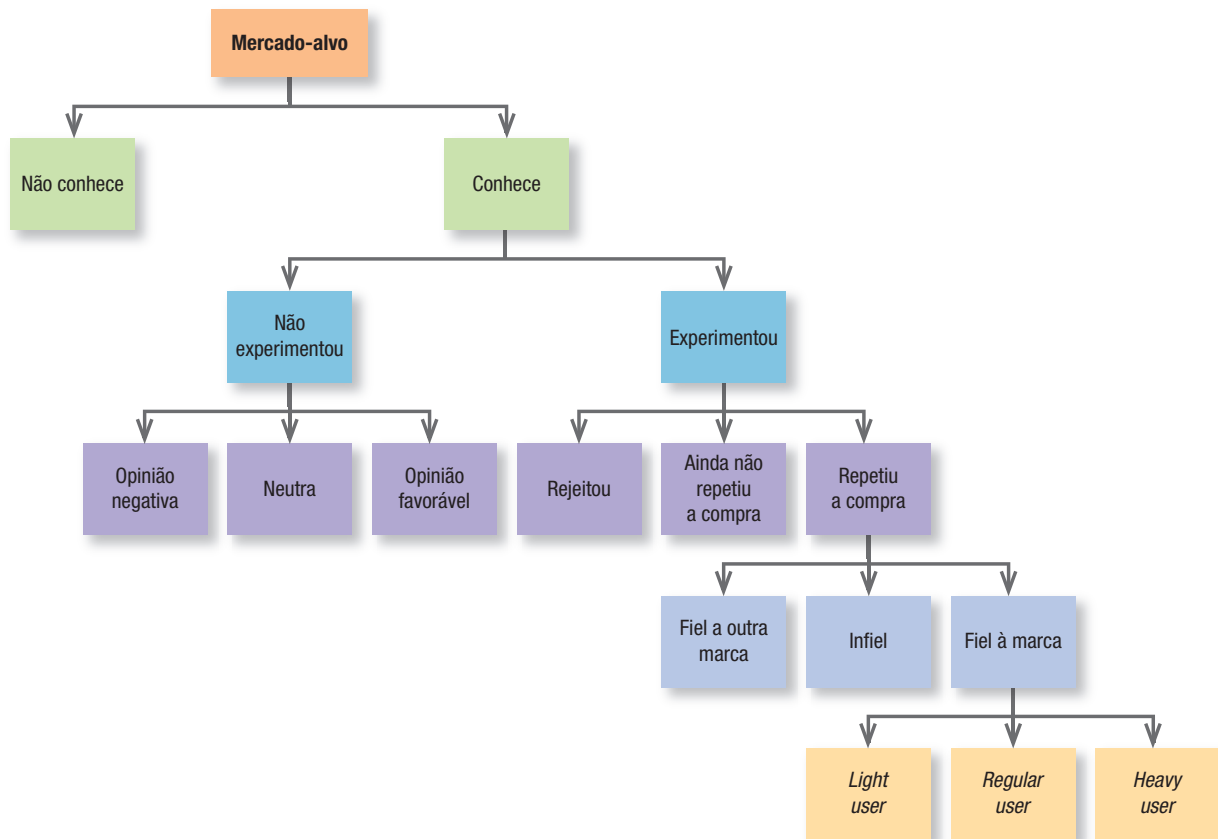 Mercado-alvo
Não conhece
Conhece
Não
experimentou
Experimentou
Opinião
negativa
Neutra
Opinião
favorável
Rejeitou
Ainda não
repetiu
a compra
Repetiu
a compra
Fiel a outra
marca
Infiel
Fiel à marca
Light
user
Regular
user
Heavy
user